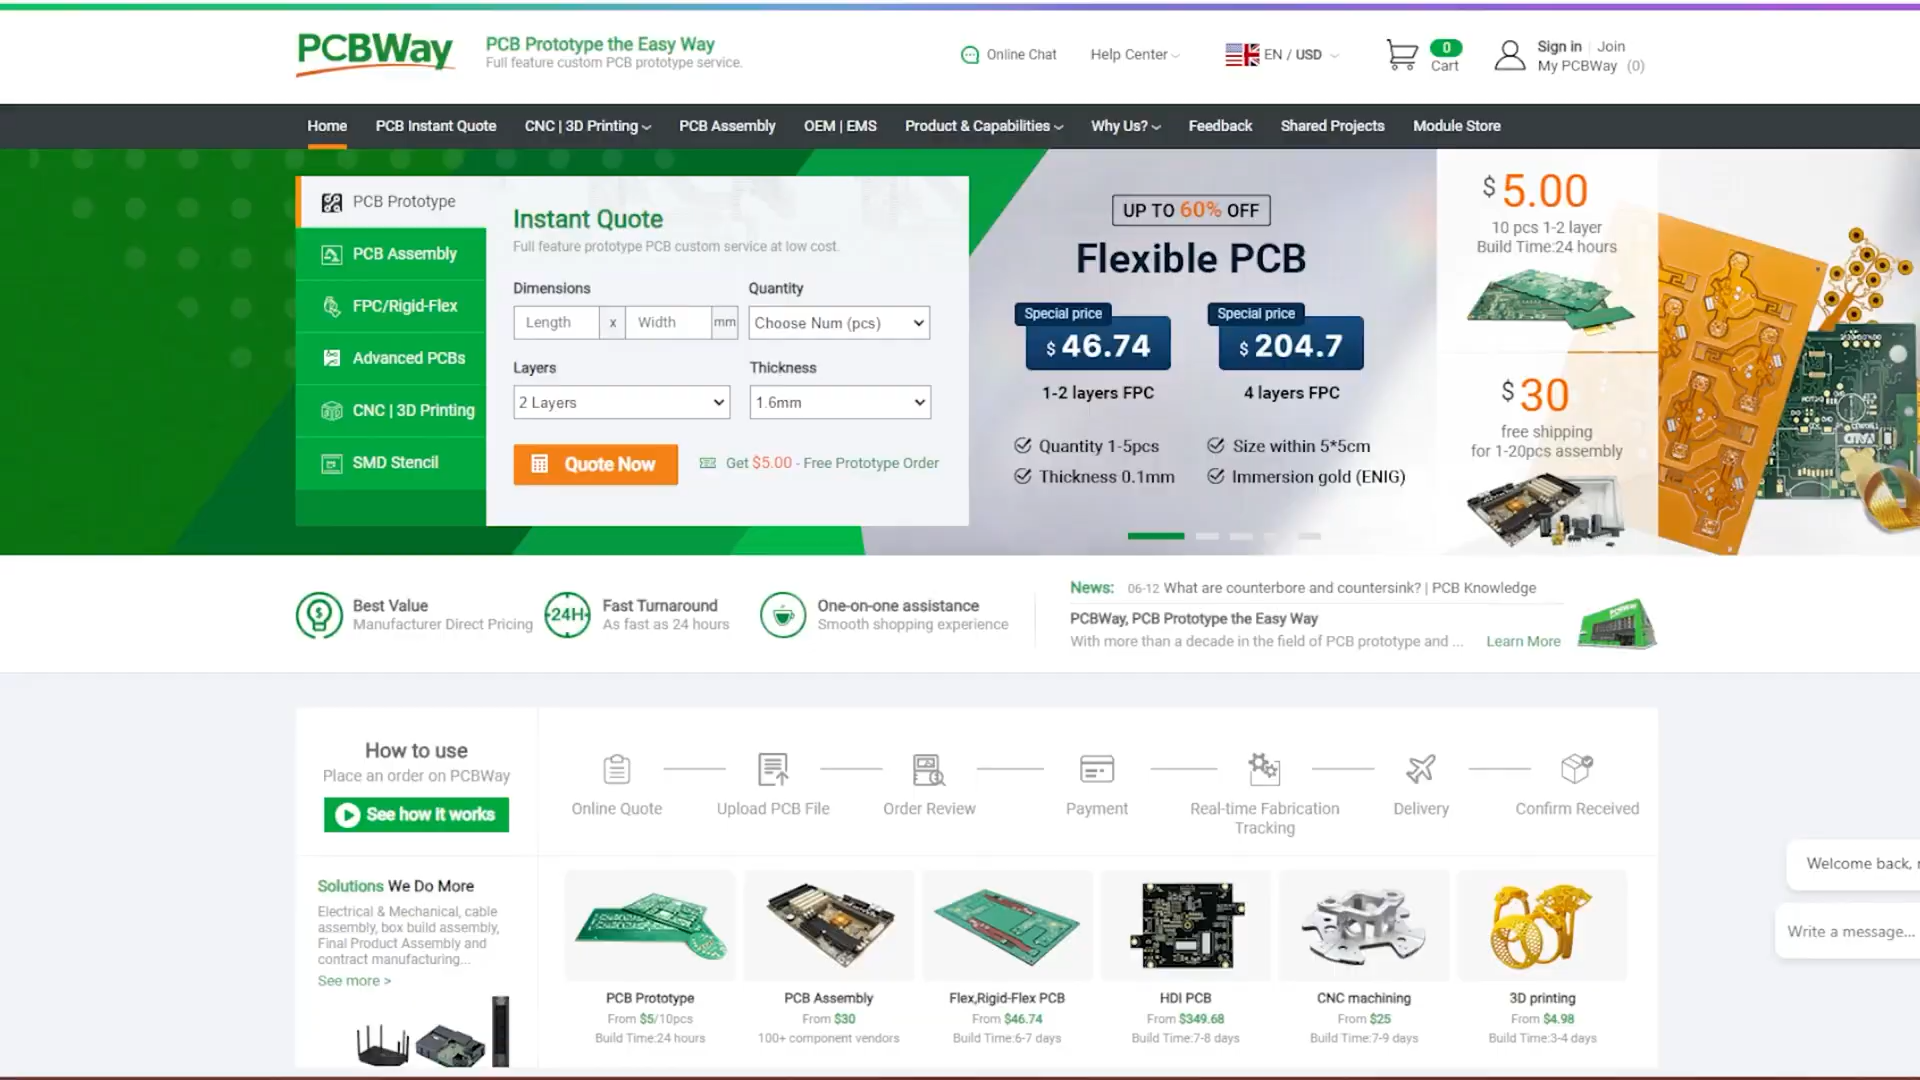 PCBWay
PCB Prototype the Easy Way
Full feature custom PCB prototype service.
Online Chat
Help Center
EN / USD
0
Cart
Sign in | Join
My PCBWay (0)
Home
PCB Instant Quote
CNC | 3D Printing
PCB Assembly
OEM | EMS
Product & Capabilities
Why Us?
Feedback
Shared Projects
Module Store
PCB Prototype
PCB Assembly
FPC/Rigid-Flex
Advanced PCBs
CNC | 3D Printing
SMD Stencil
Instant Quote
Full feature prototype PCB custom service at low cost.
Dimensions
Quantity
Length x Width mm
Choose Num (pcs)
Layers
Thickness
2 Layers
1.6mm
Quote Now
Get $5.00 - Free Prototype Order
UP TO 60% OFF
Flexible PCB
Special price
$ 46.74
1-2 layers FPC
Special price
$ 204.7
4 layers FPC
Quantity 1-5pcs
Size within 5*5cm
Thickness 0.1mm
Immersion gold (ENIG)
$ 5.00
10 pcs 1-2 layer
Build Time:24 hours
$ 30
free shipping
for 1-20pcs assembly
Best Value
Manufacturer Direct Pricing
24H
Fast Turnaround
As fast as 24 hours
One-on-one assistance
Smooth shopping experience
News: 06-12 What are counterbore and countersink? | PCB Knowledge
PCBWay, PCB Prototype the Easy Way
With more than a decade in the field of PCB prototype and ... Learn More
How to use
Place an order on PCBWay
See how it works
Online Quote
Upload PCB File
Order Review
Payment
Real-time Fabrication
Tracking
Delivery
Confirm Received
Solutions We Do More
Electrical & Mechanical, cable
assembly, box build assembly,
Final Product Assembly and
contract manufacturing...
See more >
PCB Prototype
From $5/10pcs
Build Time:24 hours
PCB Assembly
From $30
100+ component vendors
Flex,Rigid-Flex PCB
From $46.74
Build Time:6-7 days
HDI PCB
From $349.68
Build Time:7-8 days
CNC machining
From $25
Build Time:7-9 days
3D printing
From $4.98
Build Time:3-4 days
Welcome back,
Write a message...